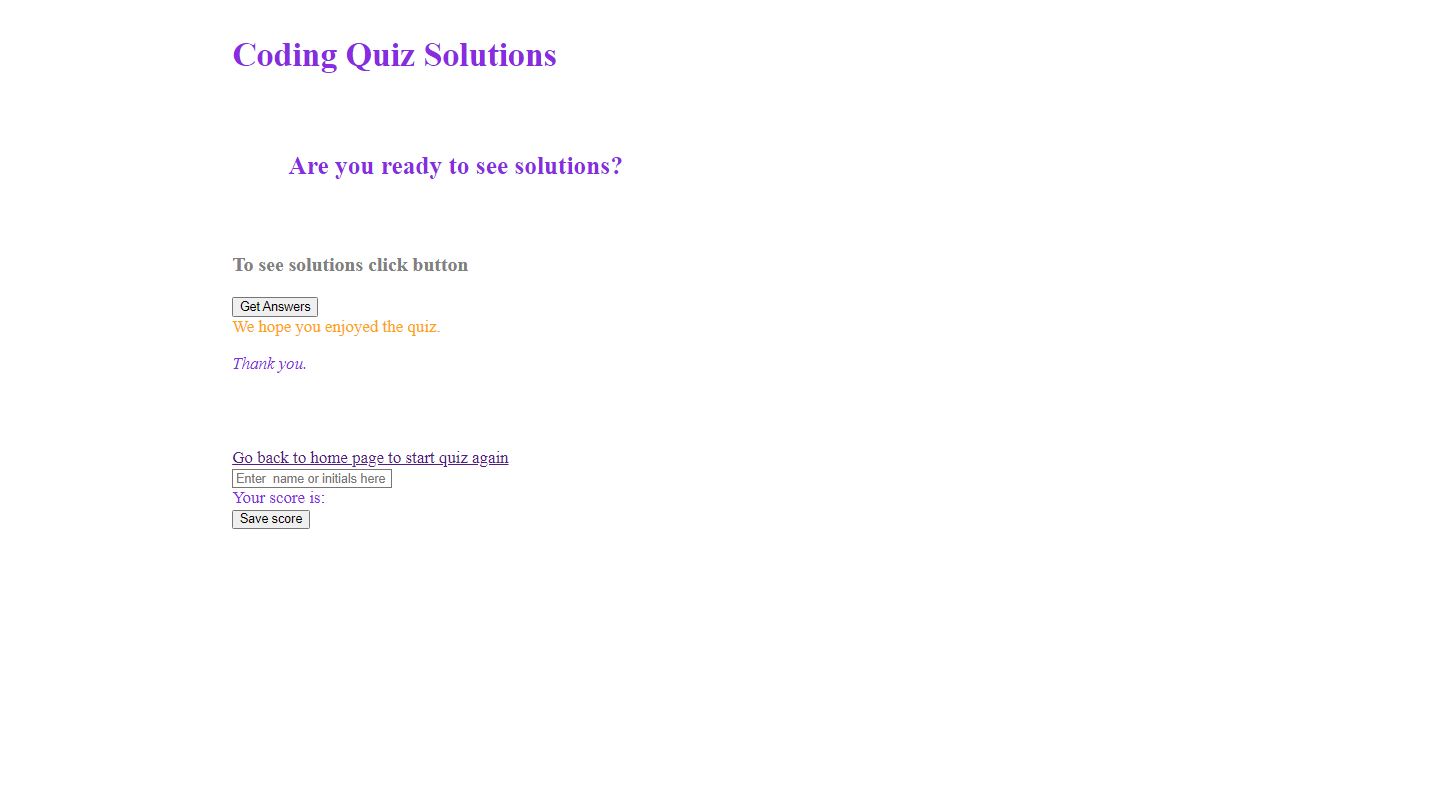 Coding Quiz Solutions
Are you ready to see solutions?
To see solutions click button
Get Answers
We hope you enjoyed the quiz.
Thank you.
Go back to home page to start quiz again
Enter  name or initials here
Your score is:
Save score